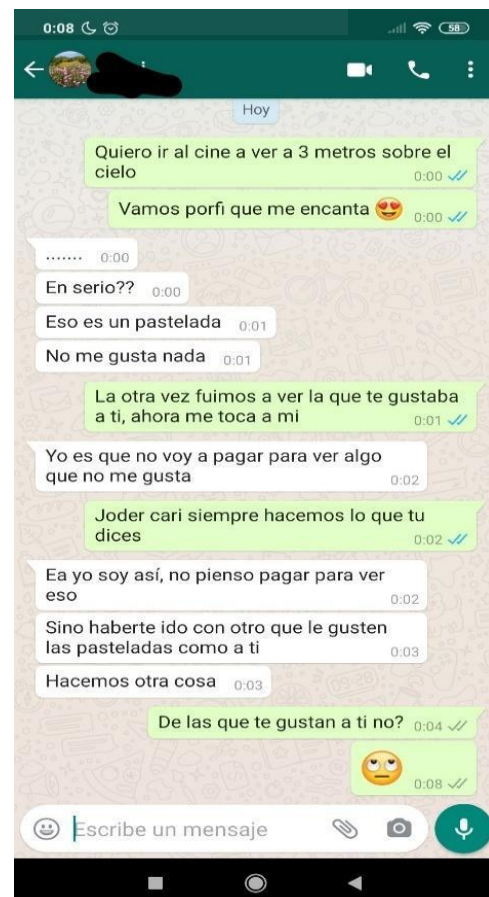 0:08
58
Hoy
Quiero ir al cine a ver a 3 metros sobre el
cielo
0:00
Vamos porfi que me encanta 😍 0:00
....... 0:00
En serio?? 0:00
Eso es un pastelada 0:01
No me gusta nada 0:01
La otra vez fuimos a ver la que te gustaba
a ti, ahora me toca a mi
0:01
Yo es que no voy a pagar para ver algo
que no me gusta
0:02
Joder cari siempre hacemos lo que tu
dices
0:02
Ea yo soy así, no pienso pagar para ver
eso
0:02
Sino haberte ido con otro que le gusten
las pasteladas como a ti
0:03
Hacemos otra cosa 0:03
De las que te gustan a ti no? 0:04
🙄 0:08
Escribe un mensaje